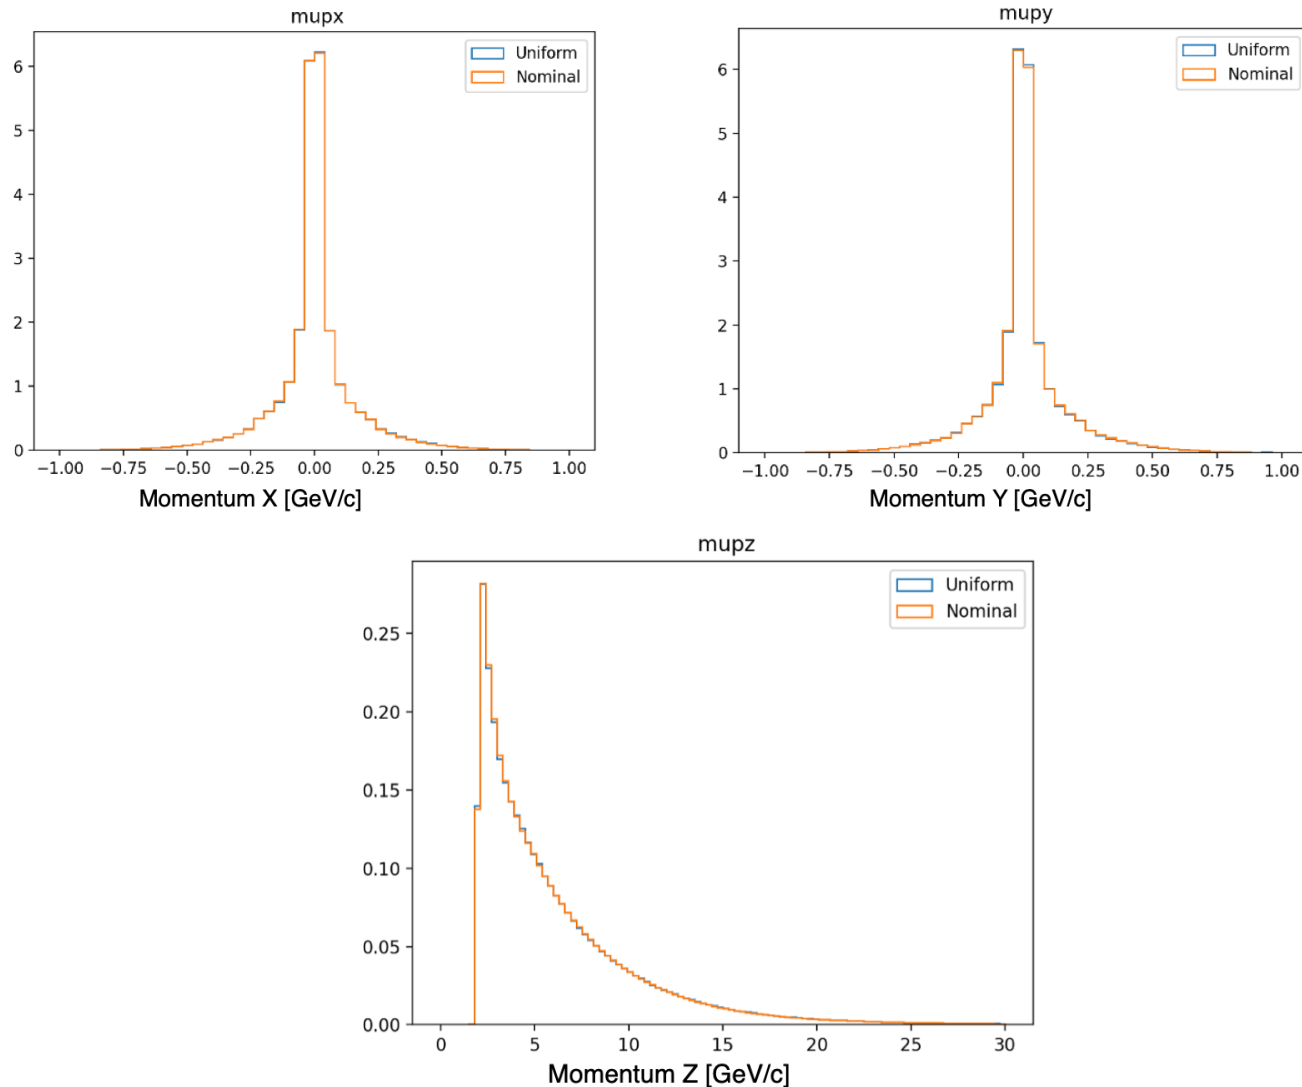 mupx
Uniform
Nominal
6
5
4
3
2
1
0
−1.00 −0.75 −0.50 −0.25 0.00 0.25 0.50 0.75 1.00
Momentum X [GeV/c]
mupy
Uniform
Nominal
6
5
4
3
2
1
0
−1.00 −0.75 −0.50 −0.25 0.00 0.25 0.50 0.75 1.00
Momentum Y [GeV/c]
mupz
Uniform
Nominal
0.25
0.20
0.15
0.10
0.05
0.00
0 5 10 15 20 25 30
Momentum Z [GeV/c]